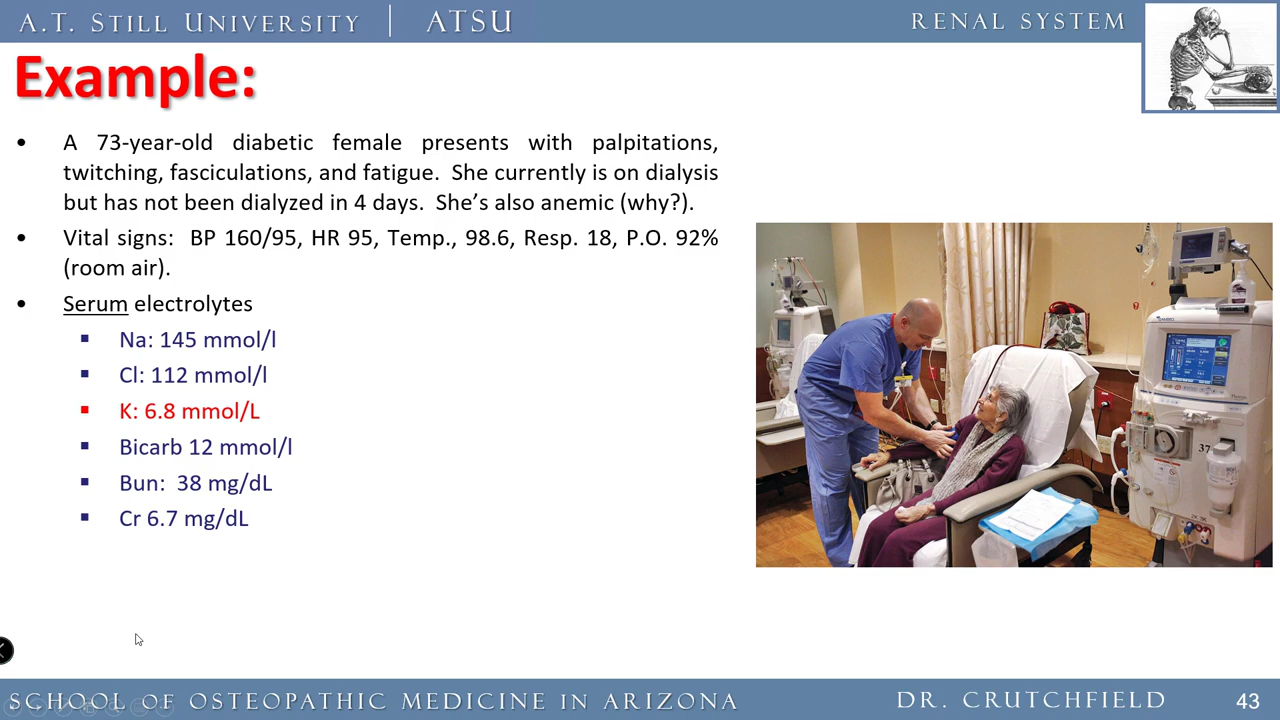 A.T. STILL UNIVERSITY | ATSU
RENAL SYSTEM
Example:
• A 73-year-old diabetic female presents with palpitations,
twitching, fasciculations, and fatigue. She currently is on dialysis
but has not been dialyzed in 4 days. She's also anemic (why?).
• Vital signs: BP 160/95, HR 95, Temp., 98.6, Resp. 18, P.O. 92%
(room air).
• Serum electrolytes
▪ Na: 145 mmol/l
▪ Cl: 112 mmol/l
▪ K: 6.8 mmol/L
▪ Bicarb 12 mmol/l
▪ Bun: 38 mg/dL
▪ Cr 6.7 mg/dL
37
SCHOOL OF OSTEOPATHIC MEDICINE IN ARIZONA
DR. CRUTCHFIELD
43